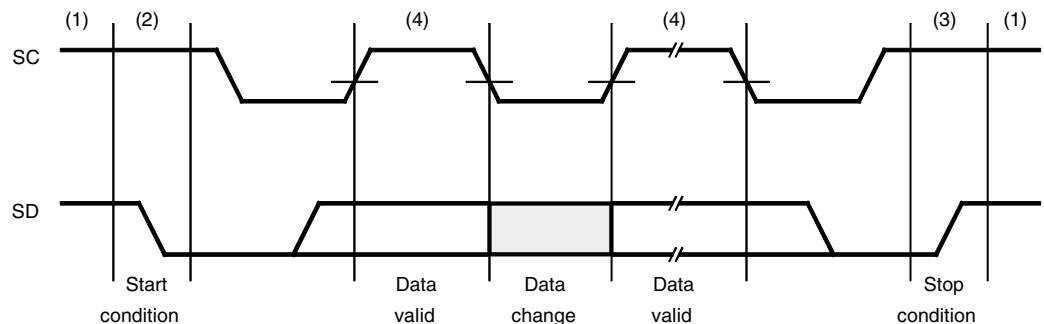 (1) (2) (4) (4) (3) (1)
SC
SD
Start Data Data Data Stop
condition valid change valid condition